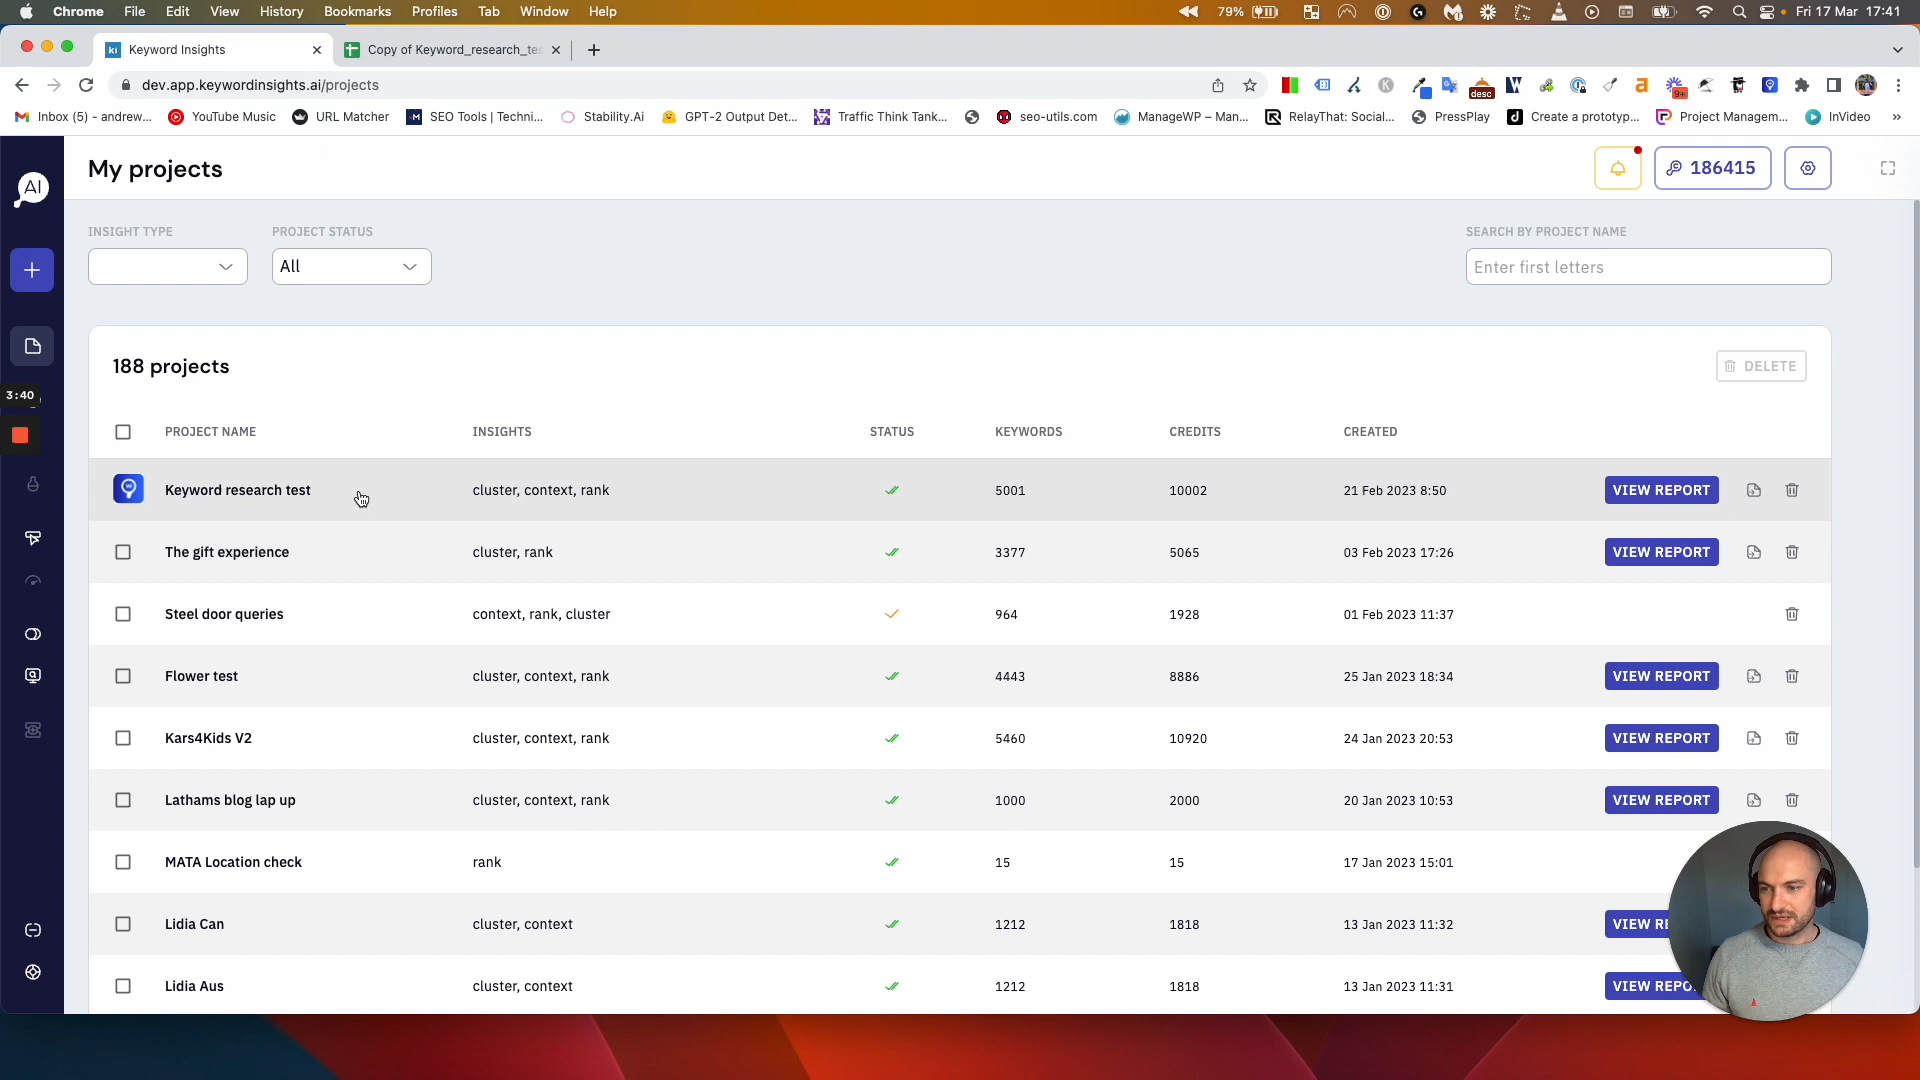 Chrome File Edit View History Bookmarks Profiles Tab Window Help 79% Fri 17 Mar 17:41
ki Keyword Insights Copy of Keyword_research_tes
dev.app.keywordinsights.ai/projects
desc 9+
Inbox (5) - andrew... YouTube Music URL Matcher SEO Tools | Techni... Stability.Ai GPT-2 Output Det... Traffic Think Tank... seo-utils.com ManageWP – Man... RelayThat: Social... PressPlay Create a prototyp... Project Managem... InVideo »
AI
My projects 186415
INSIGHT TYPE PROJECT STATUS SEARCH BY PROJECT NAME
All Enter first letters
188 projects DELETE
3:40
PROJECT NAME INSIGHTS STATUS KEYWORDS CREDITS CREATED
Keyword research test cluster, context, rank 5001 10002 21 Feb 2023 8:50 VIEW REPORT
The gift experience cluster, rank 3377 5065 03 Feb 2023 17:26 VIEW REPORT
Steel door queries context, rank, cluster 964 1928 01 Feb 2023 11:37
Flower test cluster, context, rank 4443 8886 25 Jan 2023 18:34 VIEW REPORT
Kars4Kids V2 cluster, context, rank 5460 10920 24 Jan 2023 20:53 VIEW REPORT
Lathams blog lap up cluster, context, rank 1000 2000 20 Jan 2023 10:53 VIEW REPORT
MATA Location check rank 15 15 17 Jan 2023 15:01
Lidia Can cluster, context 1212 1818 13 Jan 2023 11:32 VIEW RE
Lidia Aus cluster, context 1212 1818 13 Jan 2023 11:31 VIEW REPO